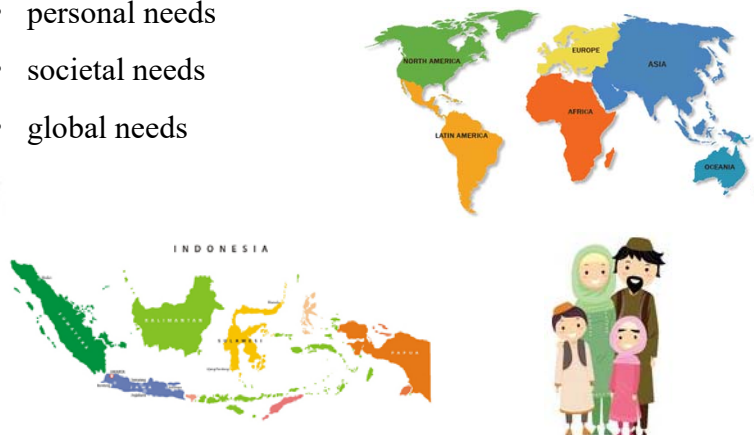 • personal needs
• societal needs
• global needs
NORTH AMERICA
EUROPE
ASIA
AFRICA
LATIN AMERICA
OCEANIA
INDONESIA
KALIMANTAN
SULAWESI
PAPUA